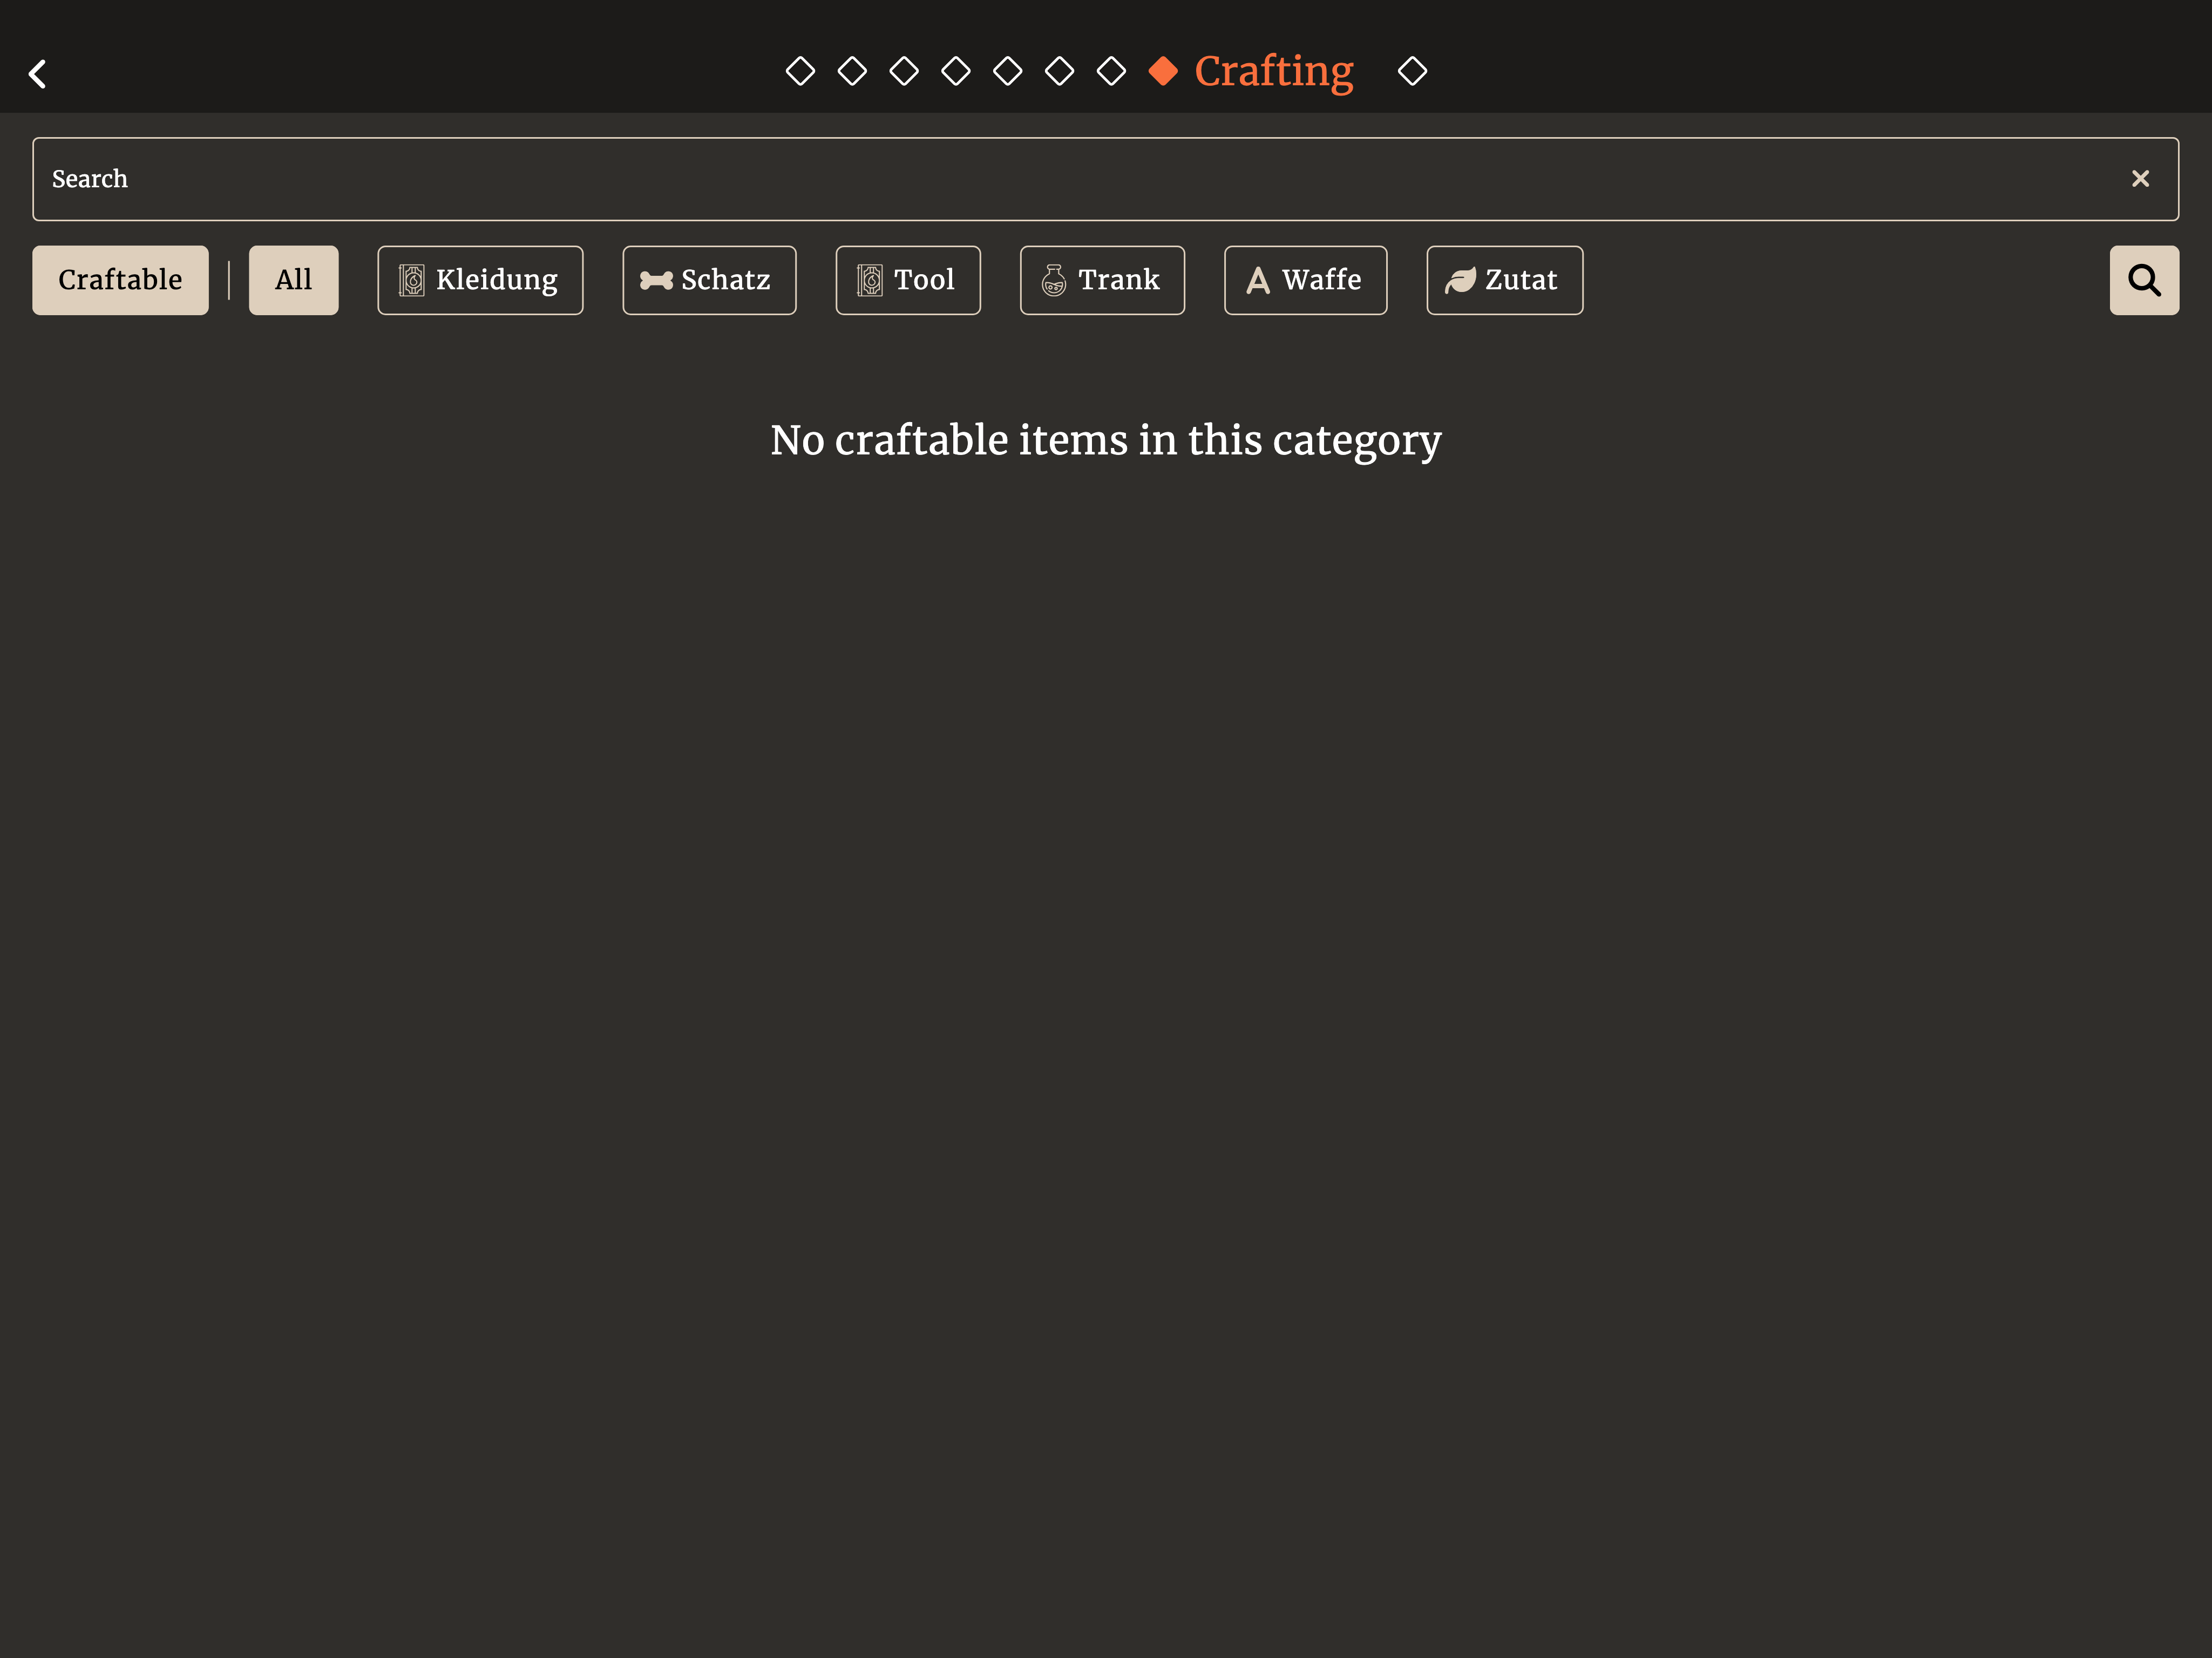 Crafting
Search
Craftable All Kleidung Schatz Tool Trank Waffe Zutat
No craftable items in this category